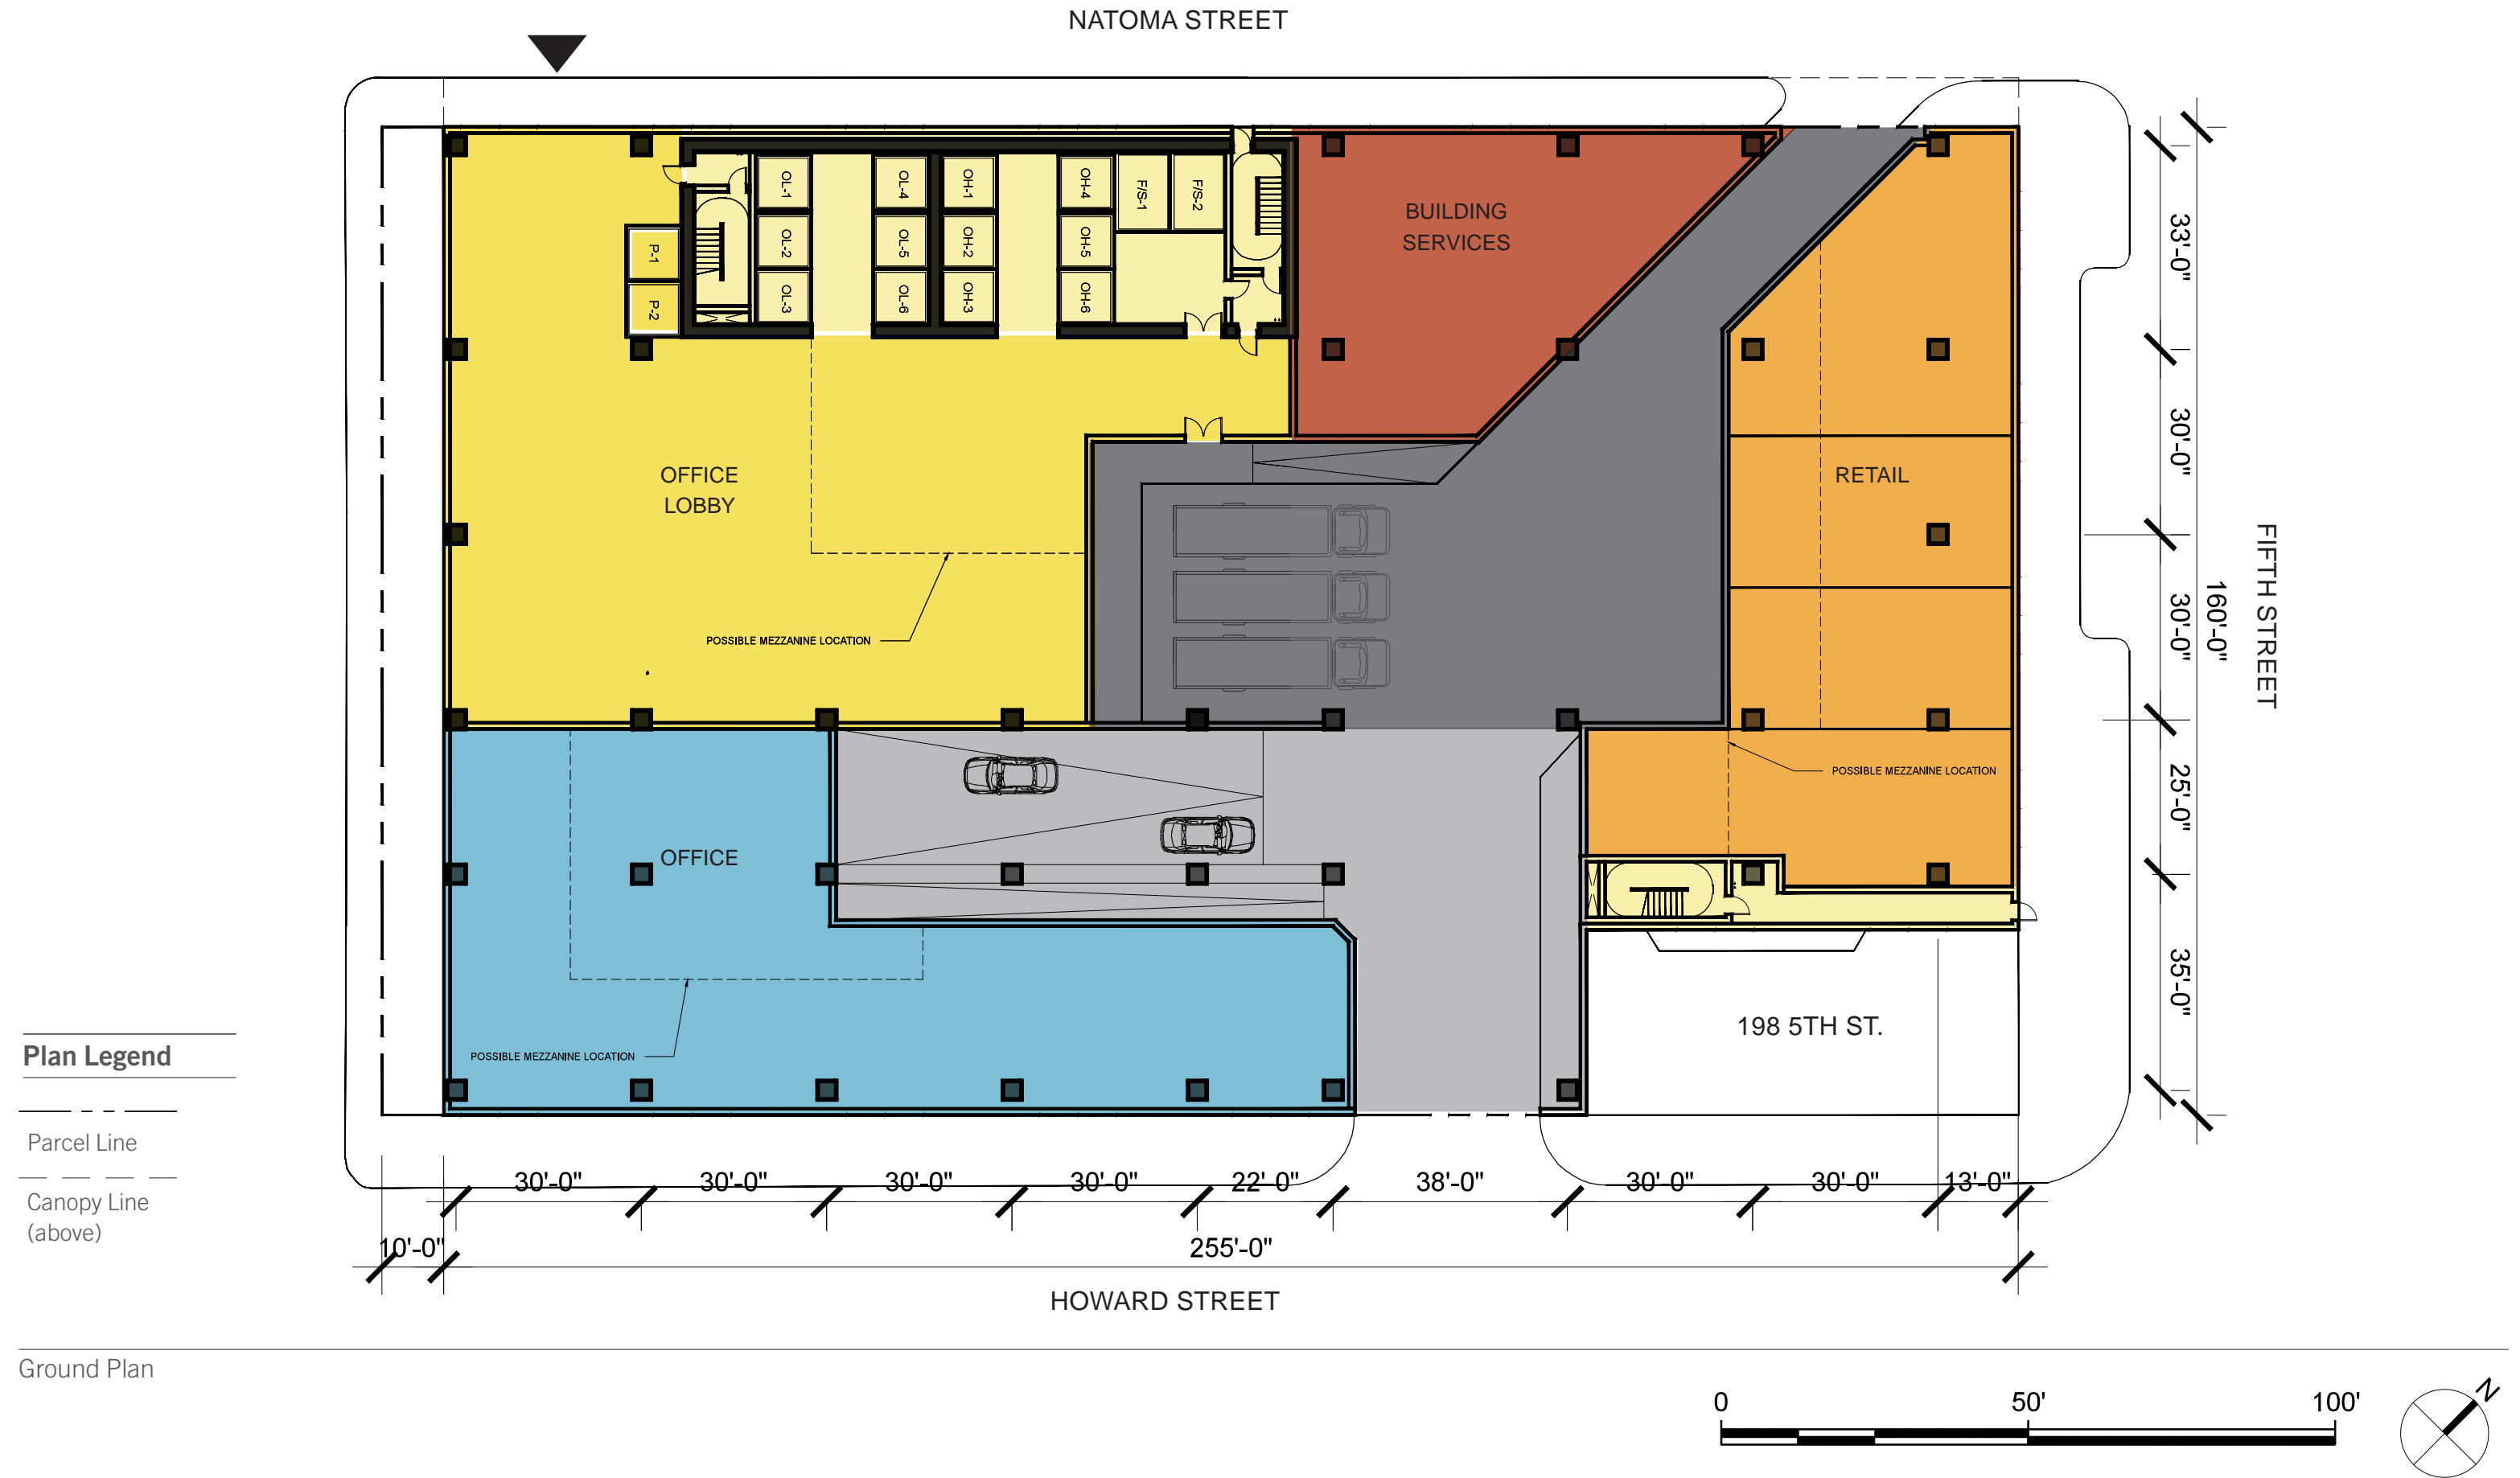 NATOMA STREET
OL-1
OL-4
OH-1
OH-4
F/S-1
F/S-2
OL-2
OL-5
OH-2
OH-5
OL-3
OL-6
OH-3
OH-6
P-1
P-2
BUILDING
SERVICES
OFFICE
LOBBY
RETAIL
POSSIBLE MEZZANINE LOCATION
POSSIBLE MEZZANINE LOCATION
OFFICE
POSSIBLE MEZZANINE LOCATION
198 5TH ST.
33'-0"
30'-0"
30'-0"
25'-0"
35'-0"
160'-0"
FIFTH STREET
Plan Legend
Parcel Line
Canopy Line
(above)
30'-0"
30'-0"
30'-0"
30'-0"
22'-0"
38'-0"
30'-0"
30'-0"
13'-0"
10'-0"
255'-0"
HOWARD STREET
Ground Plan
0
50'
100'
N